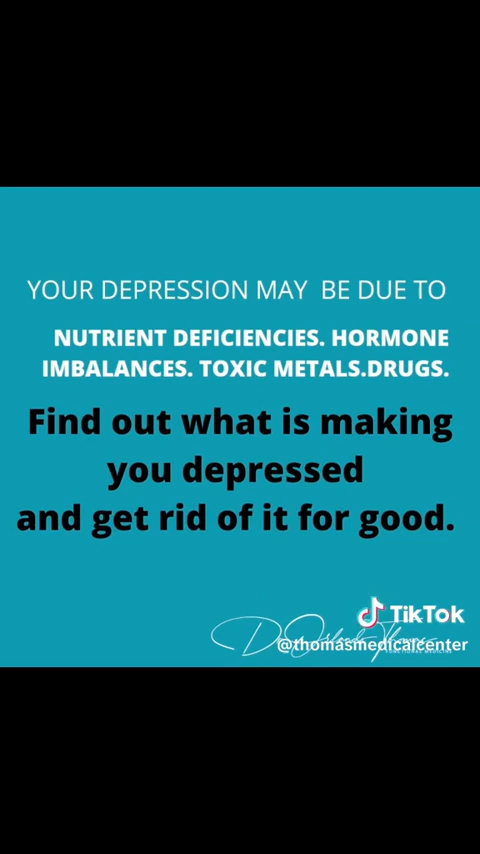 YOUR DEPRESSION MAY BE DUE TO
NUTRIENT DEFICIENCIES. HORMONE
IMBALANCES. TOXIC METALS.DRUGS.
Find out what is making
you depressed
and get rid of it for good.
TikTok
@thomasmedicalcenter